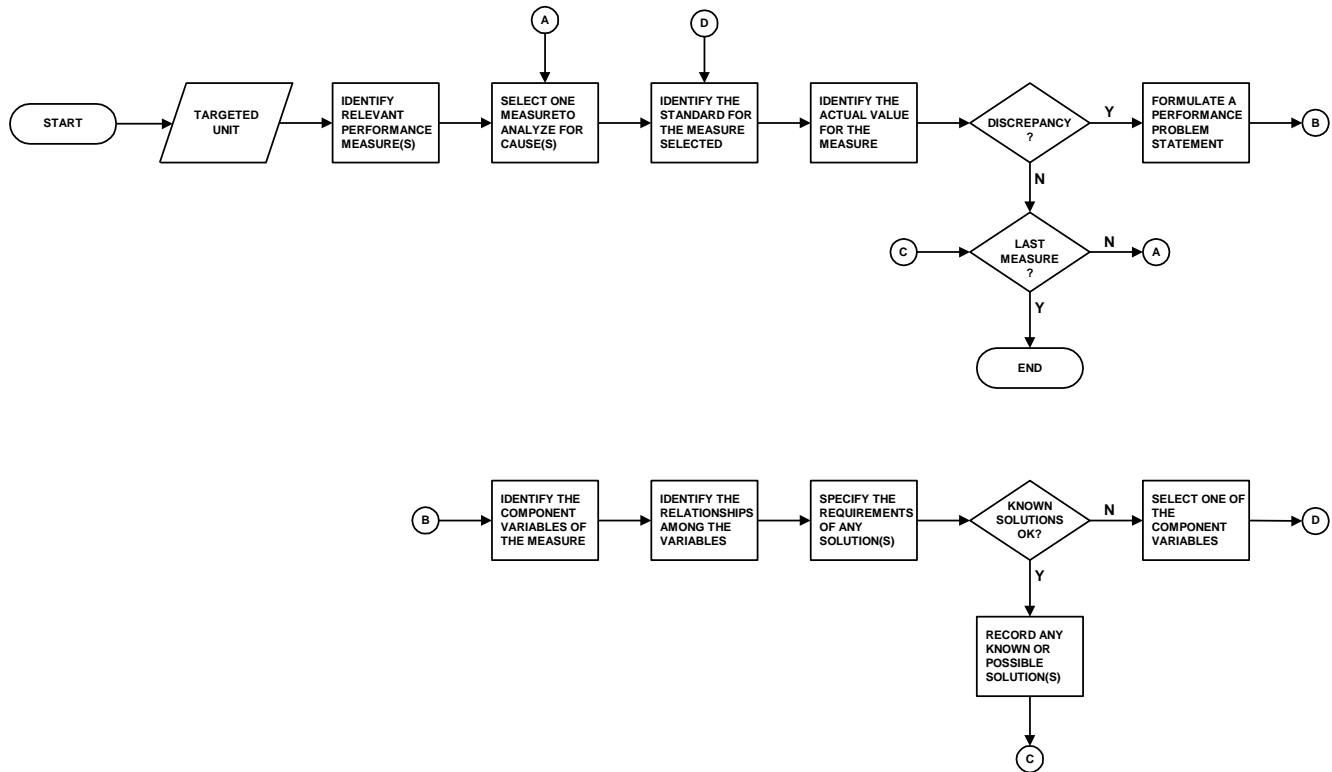 A
D
START
TARGETED
UNIT
IDENTIFY
RELEVANT
PERFORMANCE
MEASURE(S)
SELECT ONE
MEASURETO
ANALYZE FOR
CAUSE(S)
IDENTIFY THE
STANDARD FOR
THE MEASURE
SELECTED
IDENTIFY THE
ACTUAL VALUE
FOR THE
MEASURE
DISCREPANCY
?
Y
FORMULATE A
PERFORMANCE
PROBLEM
STATEMENT
B
N
C
LAST
MEASURE
?
N
A
Y
END
B
IDENTIFY THE
COMPONENT
VARIABLES OF
THE MEASURE
IDENTIFY THE
RELATIONSHIPS
AMONG THE
VARIABLES
SPECIFY THE
REQUIREMENTS
OF ANY
SOLUTION(S)
KNOWN
SOLUTIONS
OK?
N
SELECT ONE OF
THE
COMPONENT
VARIABLES
D
Y
RECORD ANY
KNOWN OR
POSSIBLE
SOLUTION(S)
C